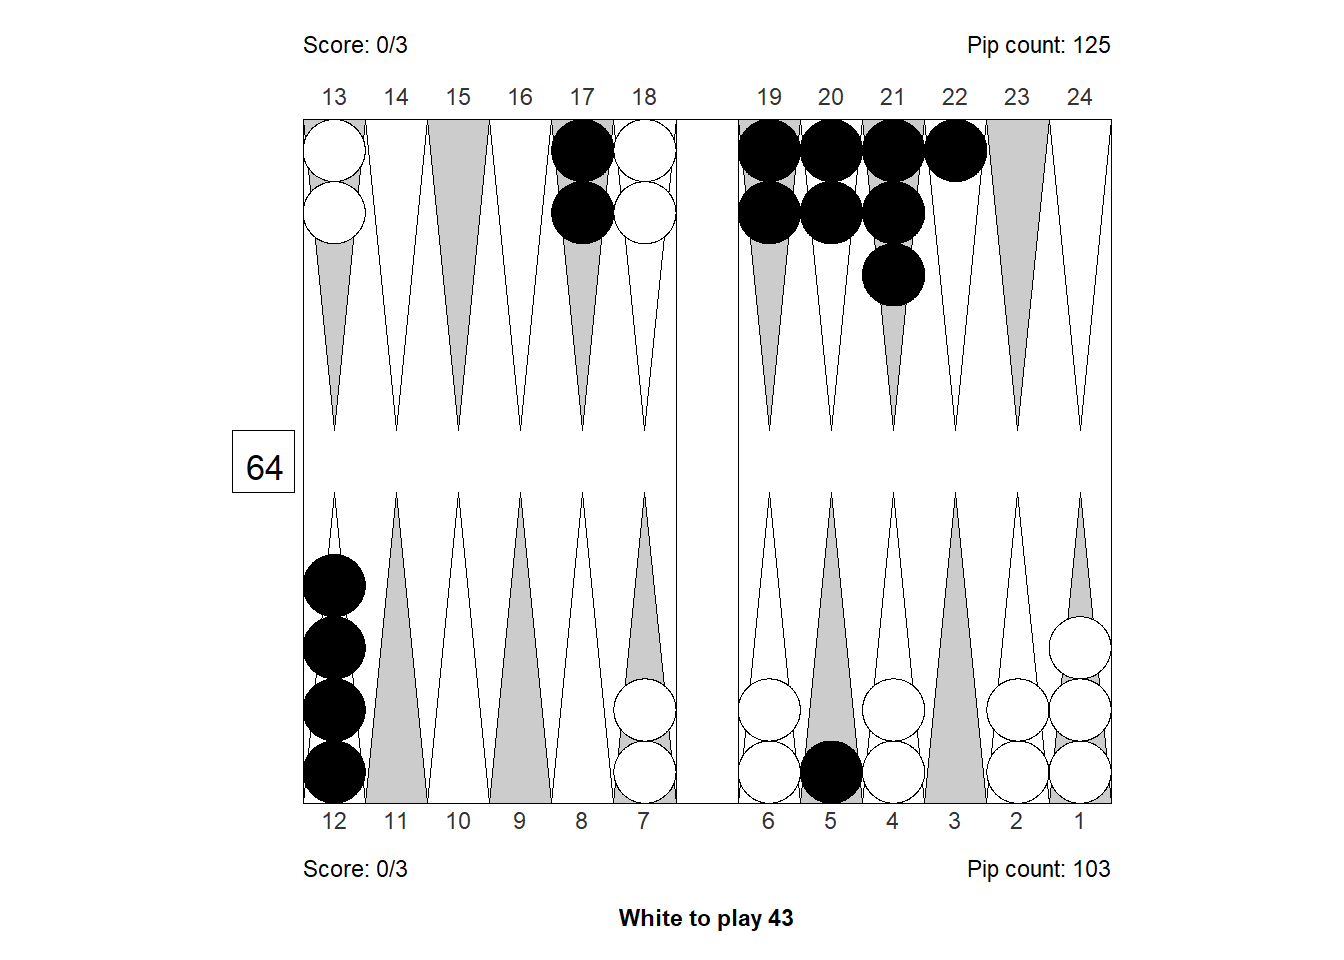 Score: 0/3 Pip count: 125
13 14 15 16 17 18 19 20 21 22 23 24
64
12 11 10 9 8 7 6 5 4 3 2 1
Score: 0/3 Pip count: 103
White to play 43